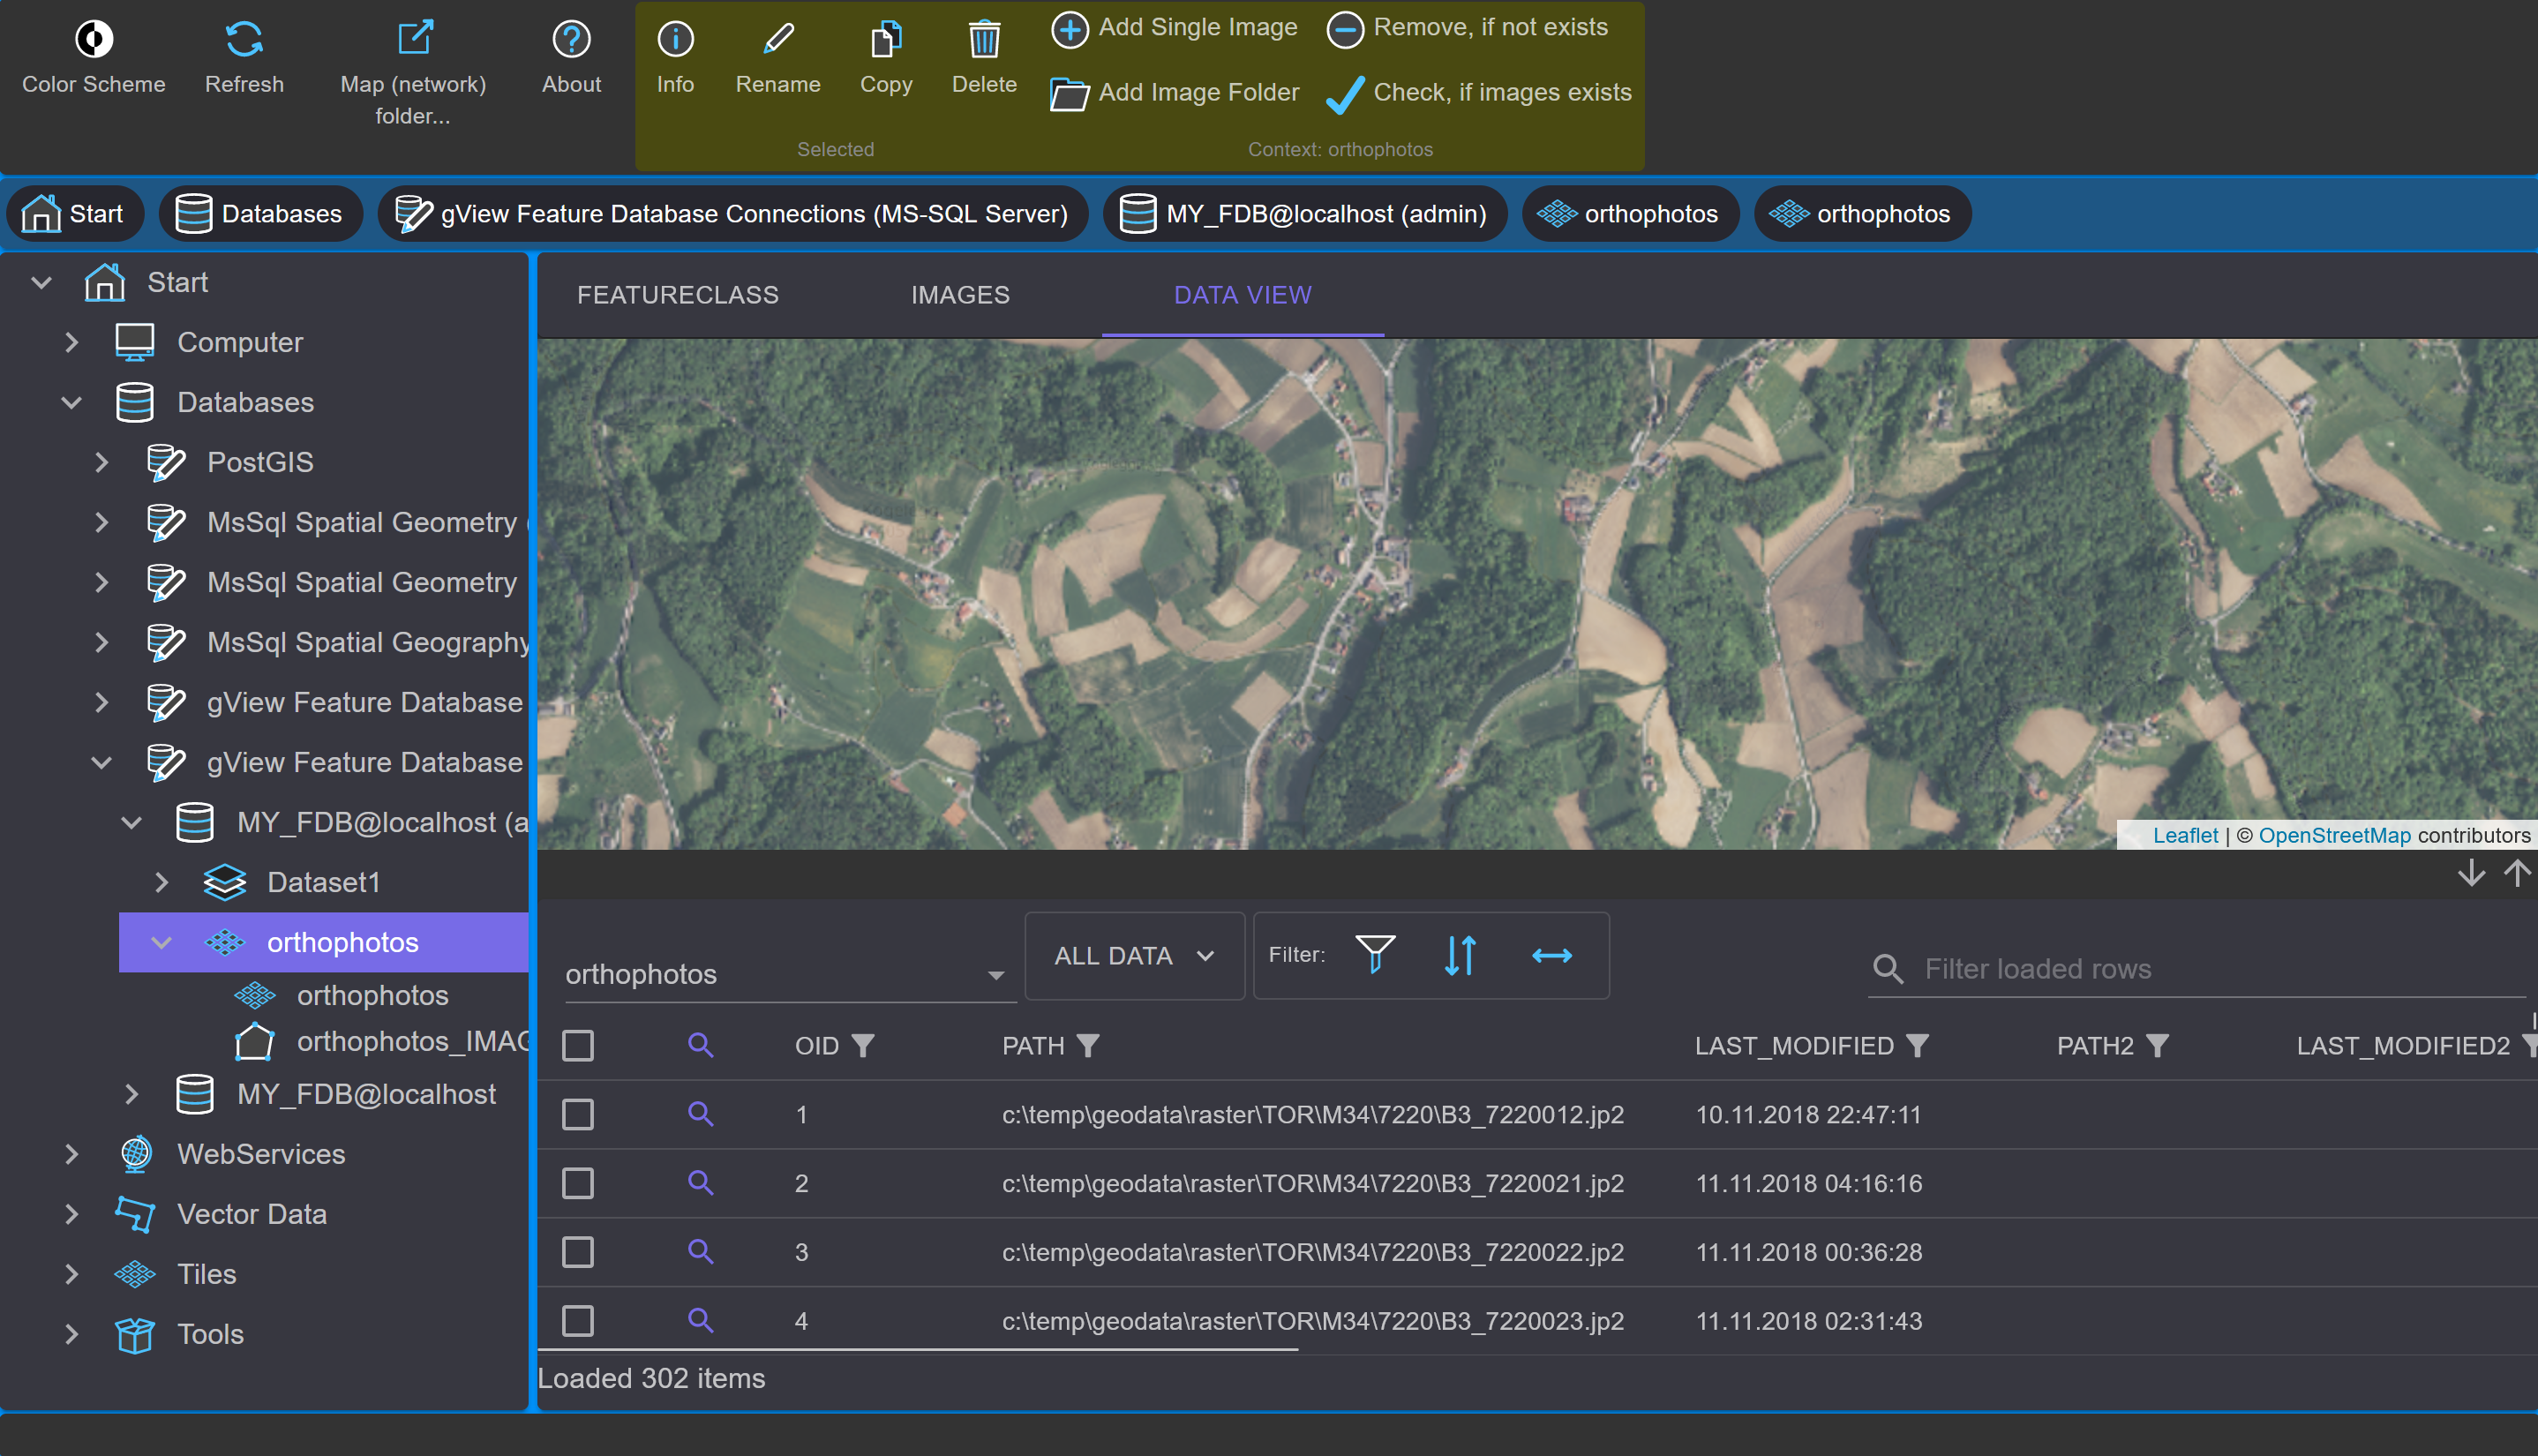 Color Scheme
Refresh
Map (network)
folder...
About
Info
Rename
Copy
Delete
Add Single Image
Remove, if not exists
Add Image Folder
Check, if images exists
Selected
Context: orthophotos
Start
Databases
gView Feature Database Connections (MS-SQL Server)
MY_FDB@localhost (admin)
orthophotos
orthophotos
Start
Computer
Databases
PostGIS
MsSql Spatial Geometry
MsSql Spatial Geometry
MsSql Spatial Geography
gView Feature Database
gView Feature Database
MY_FDB@localhost (a
Dataset1
orthophotos
orthophotos
orthophotos_IMAG
MY_FDB@localhost
WebServices
Vector Data
Tiles
Tools
FEATURECLASS
IMAGES
DATA VIEW
Leaflet | © OpenStreetMap contributors
orthophotos
ALL DATA
Filter:
Filter loaded rows
OID PATH LAST_MODIFIED PATH2 LAST_MODIFIED2
1 c:\temp\geodata\raster\TOR\M34\7220\B3_7220012.jp2 10.11.2018 22:47:11
2 c:\temp\geodata\raster\TOR\M34\7220\B3_7220021.jp2 11.11.2018 04:16:16
3 c:\temp\geodata\raster\TOR\M34\7220\B3_7220022.jp2 11.11.2018 00:36:28
4 c:\temp\geodata\raster\TOR\M34\7220\B3_7220023.jp2 11.11.2018 02:31:43
Loaded 302 items